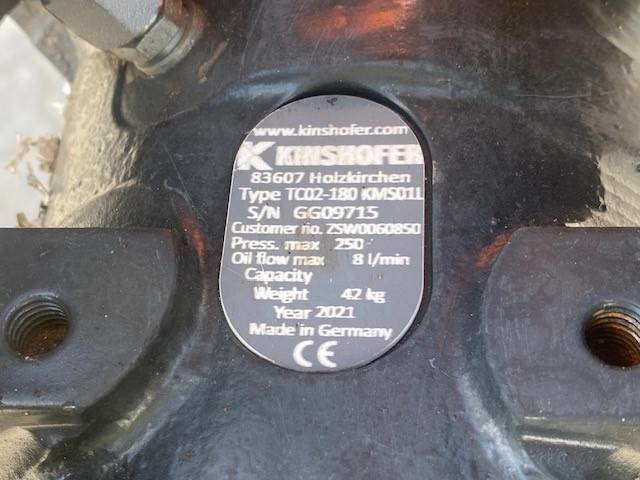 www.kinshofer.com
KINSHOFER
83607 Holzkirchen
Type TC02-180 KMS01L
S/N GG09715
Customer no. ZSW0060850
Press. max 250
Oil flow max 8 l/min
Capacity
Weight 42 kg
Year 2021
Made in Germany
CE